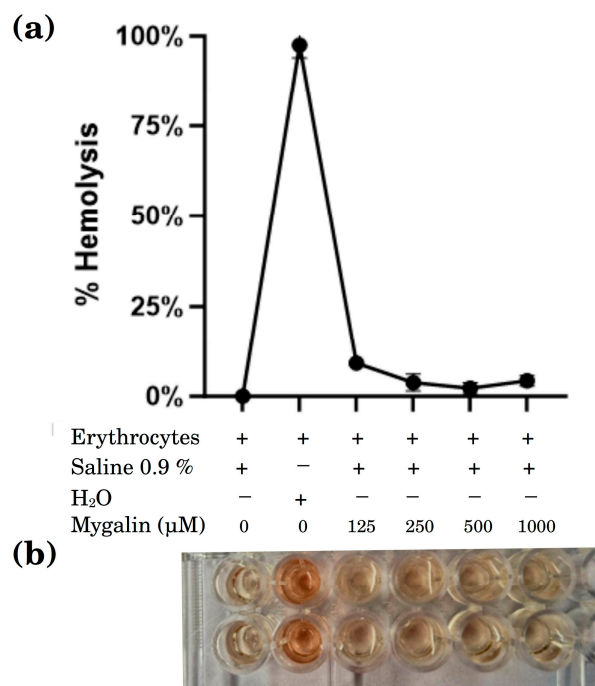 (a)
% Hemolysis
100%
75%
50%
25%
0%
Erythrocytes + + + + + +
Saline 0.9 % + − + + + +
H₂O − + − − − −
Mygalin (µM) 0 0 125 250 500 1000
(b)